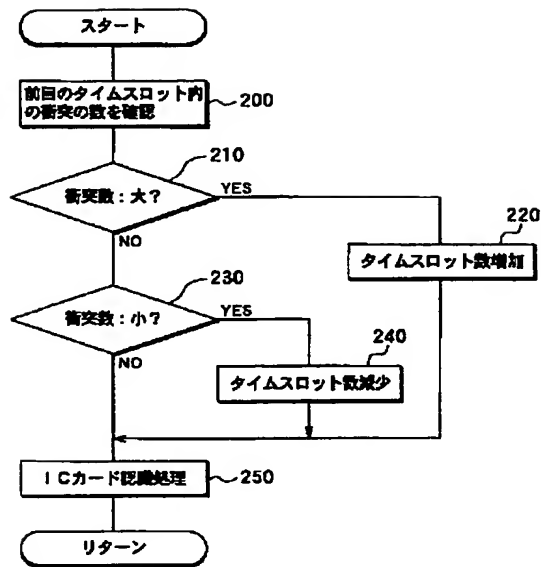 スタート
前回のタイムスロット内
の衝突の数を確認
200
210
衝突数：大？
YES
NO
220
タイムスロット数増加
230
衝突数：小？
YES
NO
240
タイムスロット数減少
ＩＣカード認識処理
250
リターン